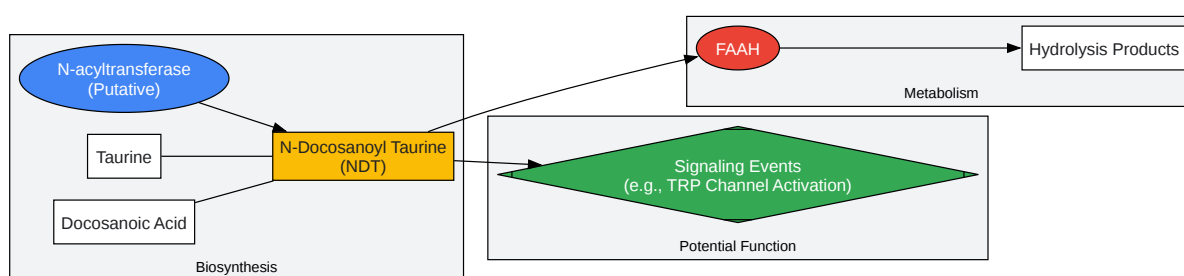 N-acyltransferase
(Putative)
Taurine
Docosanoic Acid
N-Docosanoyl Taurine
(NDT)
Biosynthesis
FAAH
Hydrolysis Products
Metabolism
Signaling Events
(e.g., TRP Channel Activation)
Potential Function